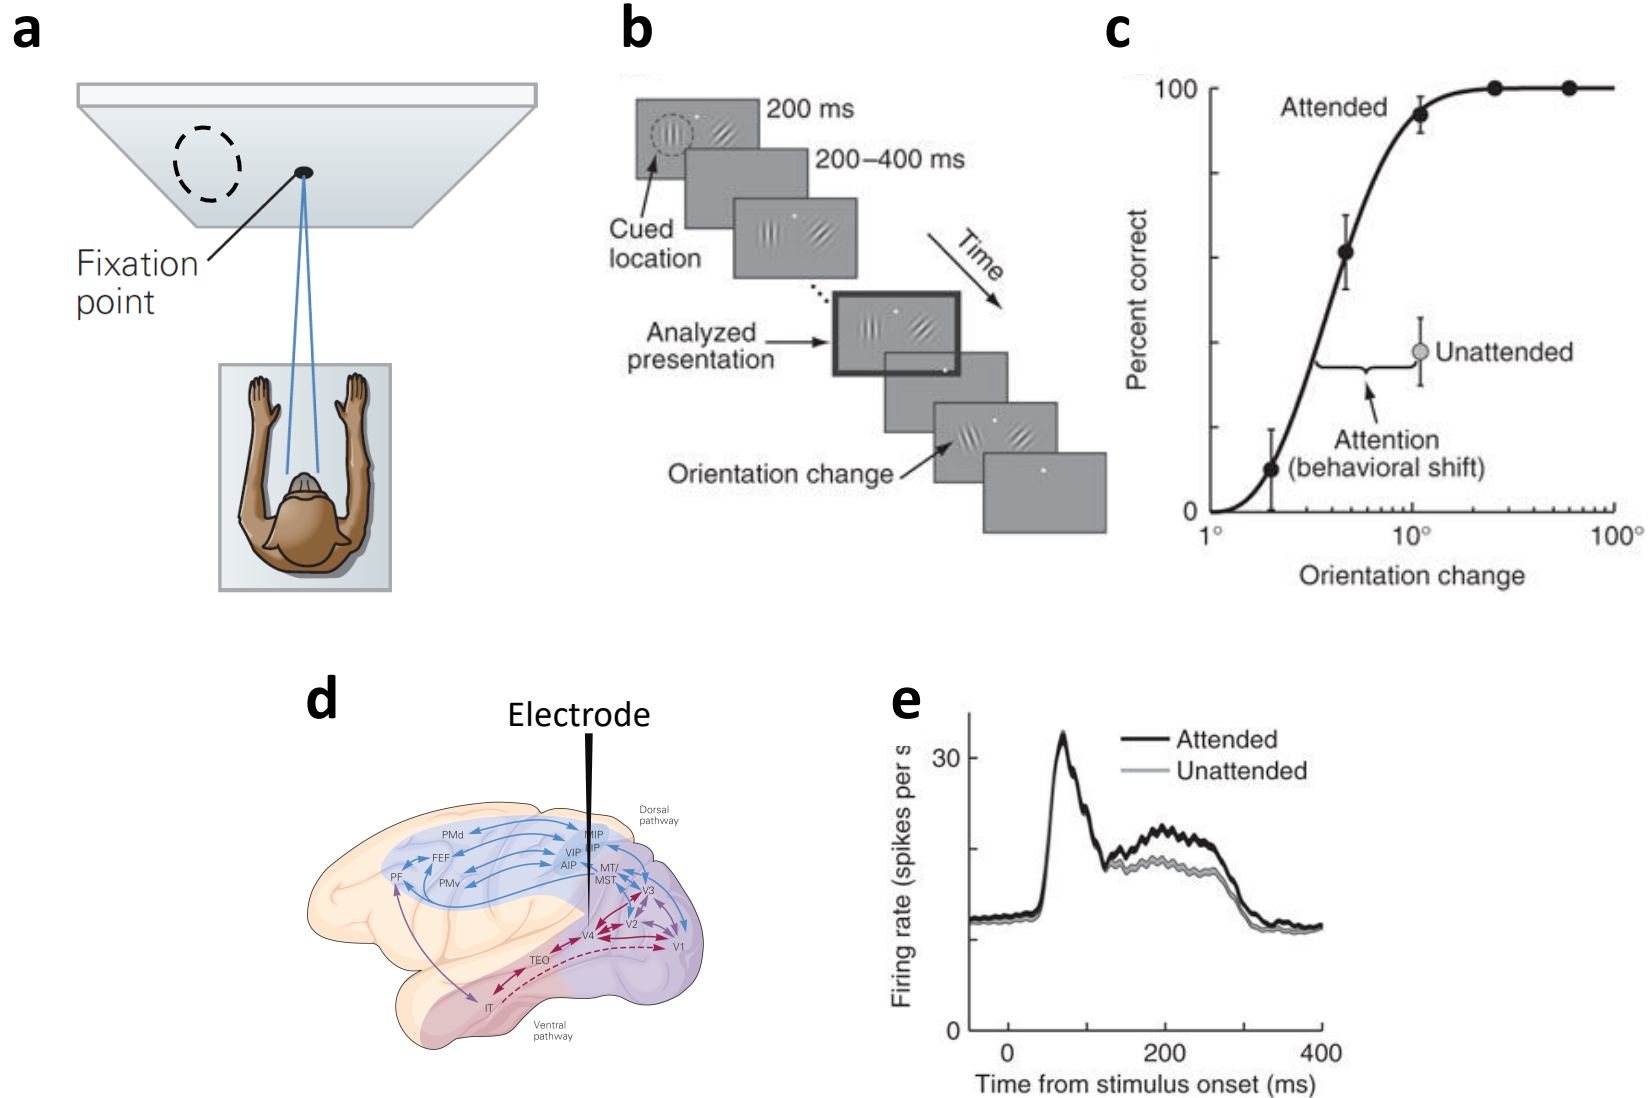 a
Fixation
point
b
200 ms
200–400 ms
Cued
location
Time
Analyzed
presentation
Orientation change
c
100
Attended
Percent correct
Unattended
Attention
(behavioral shift)
0
1°
10°
100°
Orientation change
d
Electrode
Dorsal
pathway
PMd
MIP
VIP
LIP
FEF
AIP
MT/
PF
PMv
MST
V3
V2
V4
V1
TEO
IT
Ventral
pathway
e
Attended
30
Unattended
Firing rate (spikes per s
0
0
200
400
Time from stimulus onset (ms)